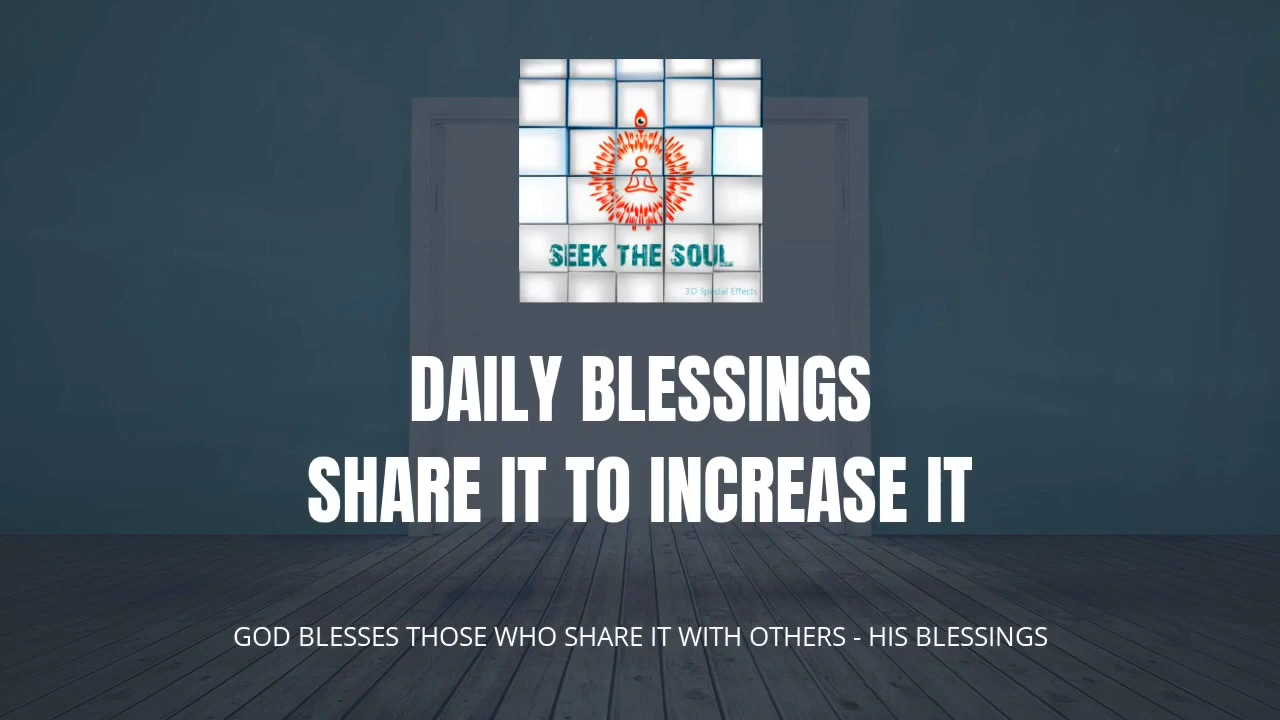 SEEK THE SOUL
3D Special Effects
DAILY BLESSINGS
SHARE IT TO INCREASE IT
GOD BLESSES THOSE WHO SHARE IT WITH OTHERS - HIS BLESSINGS